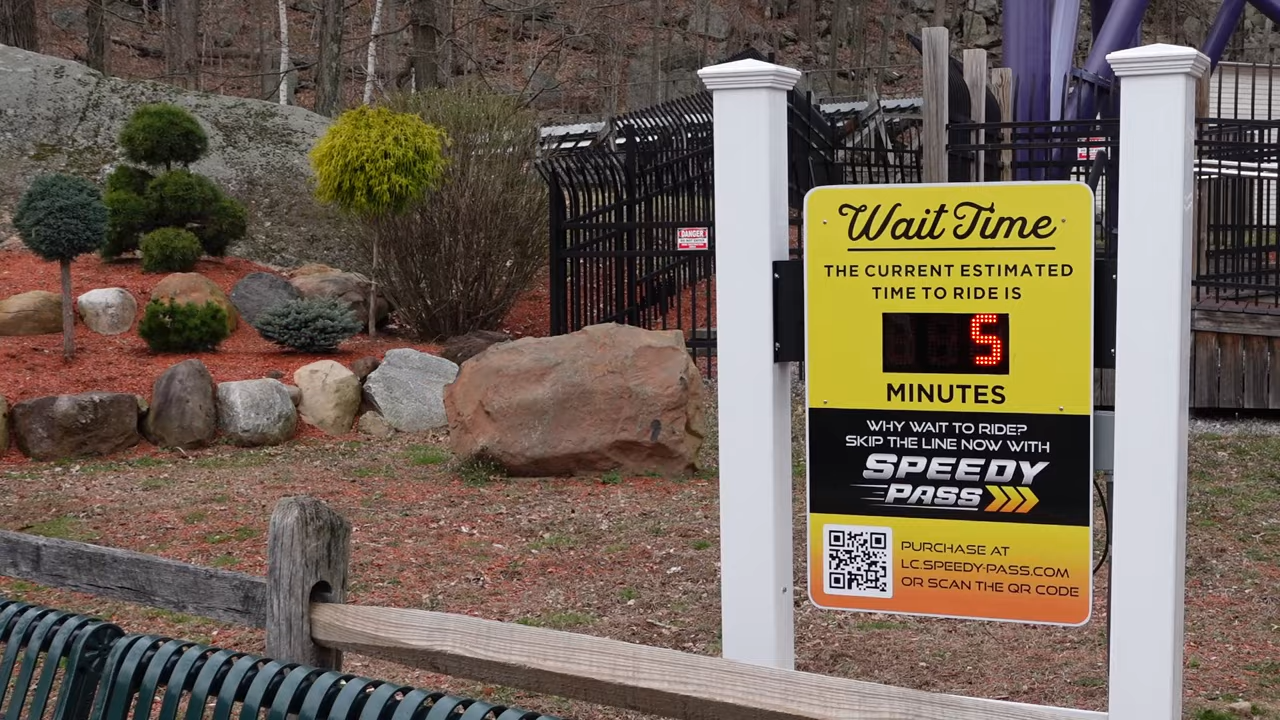 DANGER
Wait Time
THE CURRENT ESTIMATED
TIME TO RIDE IS
5
MINUTES
WHY WAIT TO RIDE?
SKIP THE LINE NOW WITH
SPEEDY
PASS
PURCHASE AT
LC.SPEEDY-PASS.COM
OR SCAN THE QR CODE